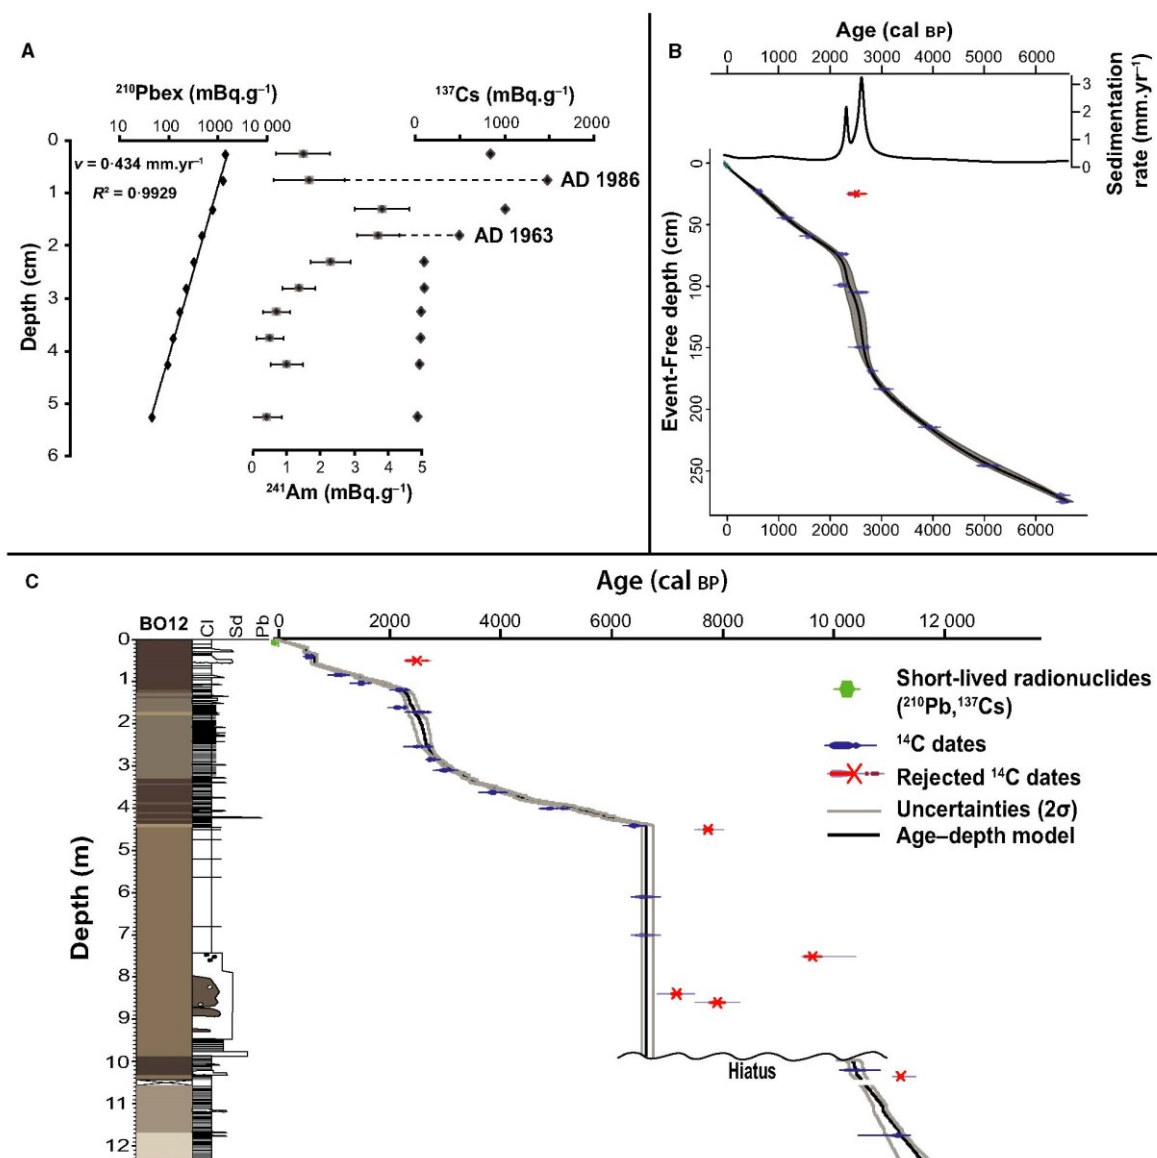 A
²¹⁰Pbex (mBq.g⁻¹)
¹³⁷Cs (mBq.g⁻¹)
10 100 1000 10 000
0 1000 2000
0
1
2
3
4
5
6
Depth (cm)
v = 0·434 mm.yr⁻¹
R² = 0·9929
AD 1986
AD 1963
0 1 2 3 4 5
²⁴¹Am (mBq.g⁻¹)
B
Age (cal BP)
0 1000 2000 3000 4000 5000 6000
3
2
1
0
Sedimentation
rate (mm.yr⁻¹)
0
50
100
150
200
250
Event-Free depth (cm)
0 1000 2000 3000 4000 5000 6000
C
Age (cal BP)
BO12 Cl Sd Pb
0 2000 4000 6000 8000 10 000 12 000
0
1
2
3
4
5
6
7
8
9
10
11
12
Depth (m)
Short-lived radionuclides
(²¹⁰Pb,¹³⁷Cs)
¹⁴C dates
Rejected ¹⁴C dates
Uncertainties (2σ)
Age–depth model
Hiatus